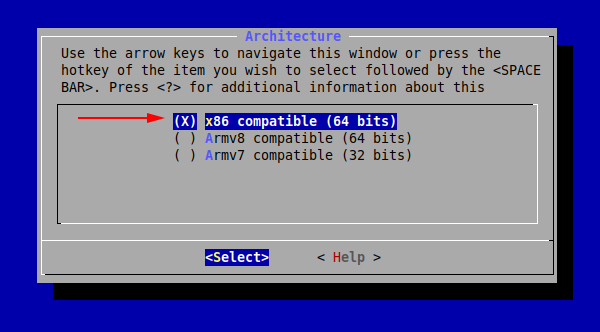 Architecture
Use the arrow keys to navigate this window or press the
hotkey of the item you wish to select followed by the <SPACE
BAR>. Press <?> for additional information about this
(X) x86 compatible (64 bits)
( ) Armv8 compatible (64 bits)
( ) Armv7 compatible (32 bits)
<Select> < Help >